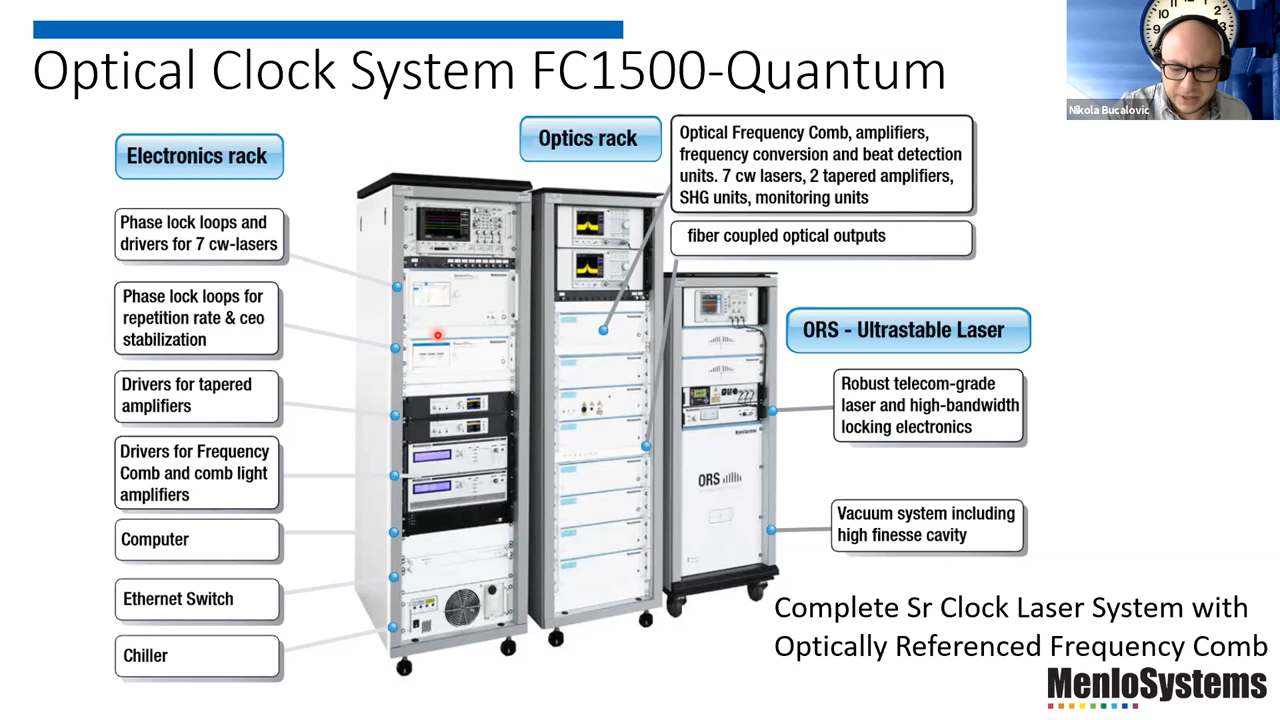 Optical Clock System FC1500-Quantum
Nikola Bucalovic
Electronics rack
Phase lock loops and
drivers for 7 cw-lasers
Phase lock loops for
repetition rate & ceo
stabilization
Drivers for tapered
amplifiers
Drivers for Frequency
Comb and comb light
amplifiers
Computer
Ethernet Switch
Chiller
Optics rack
Optical Frequency Comb, amplifiers,
frequency conversion and beat detection
units. 7 cw lasers, 2 tapered amplifiers,
SHG units, monitoring units
fiber coupled optical outputs
ORS - Ultrastable Laser
Robust telecom-grade
laser and high-bandwidth
locking electronics
Vacuum system including
high finesse cavity
MenloSystems
ORS
Complete Sr Clock Laser System with
Optically Referenced Frequency Comb
MenloSystems